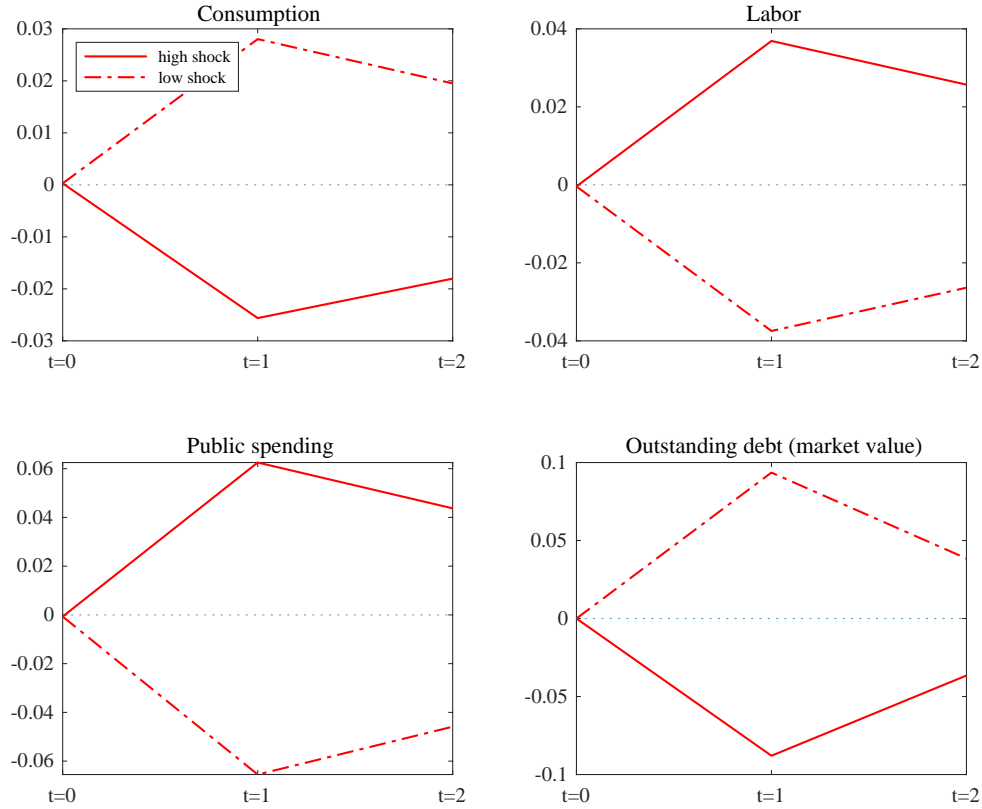 Consumption
0.03
0.02
0.01
0
-0.01
-0.02
-0.03
t=0
t=1
t=2
high shock
low shock
Labor
0.04
0.02
0
-0.02
-0.04
t=0
t=1
t=2
Public spending
0.06
0.04
0.02
0
-0.02
-0.04
-0.06
t=0
t=1
t=2
Outstanding debt (market value)
0.1
0.05
0
-0.05
-0.1
t=0
t=1
t=2